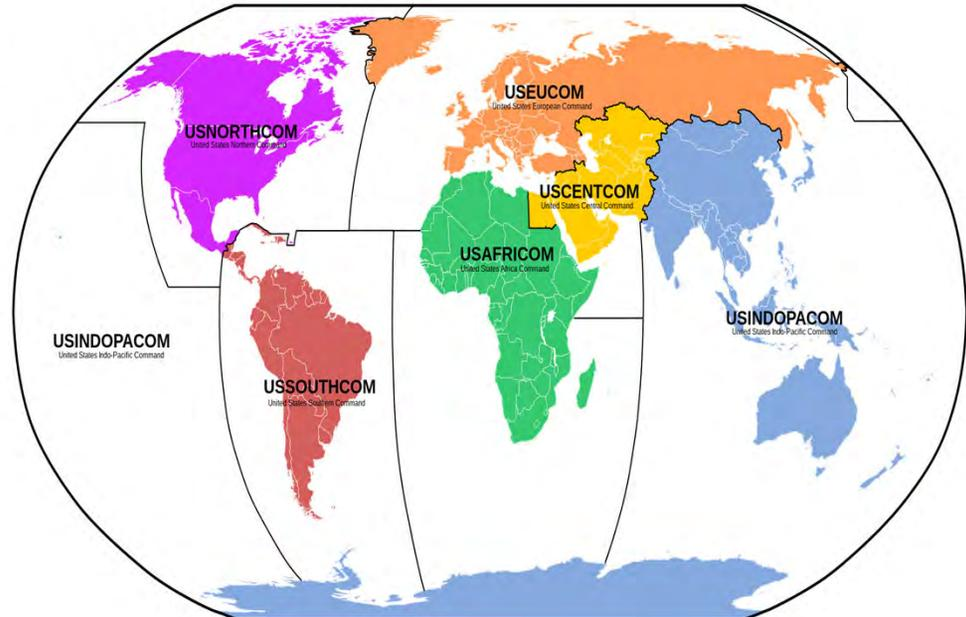 USEUCOM
United States European Command
USNORTHCOM
United States Northern Command
USCENTCOM
United States Central Command
USAFRICOM
United States Africa Command
USINDOPACOM
United States Indo-Pacific Command
USINDOPACOM
United States Indo-Pacific Command
USSOUTHCOM
United States Southern Command